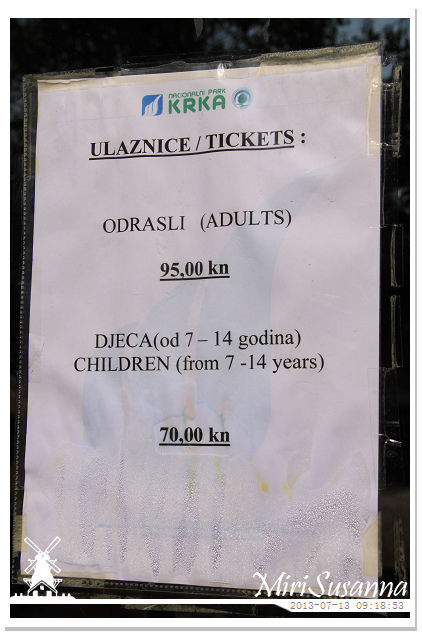 NACIONALNI PARK
KRKA
ULAZNICE / TICKETS :
ODRASLI (ADULTS)
95,00 kn
DJECA(od 7 – 14 godina)
CHILDREN (from 7 -14 years)
70,00 kn
MiriSusanna
2013-07-13 09:18:53